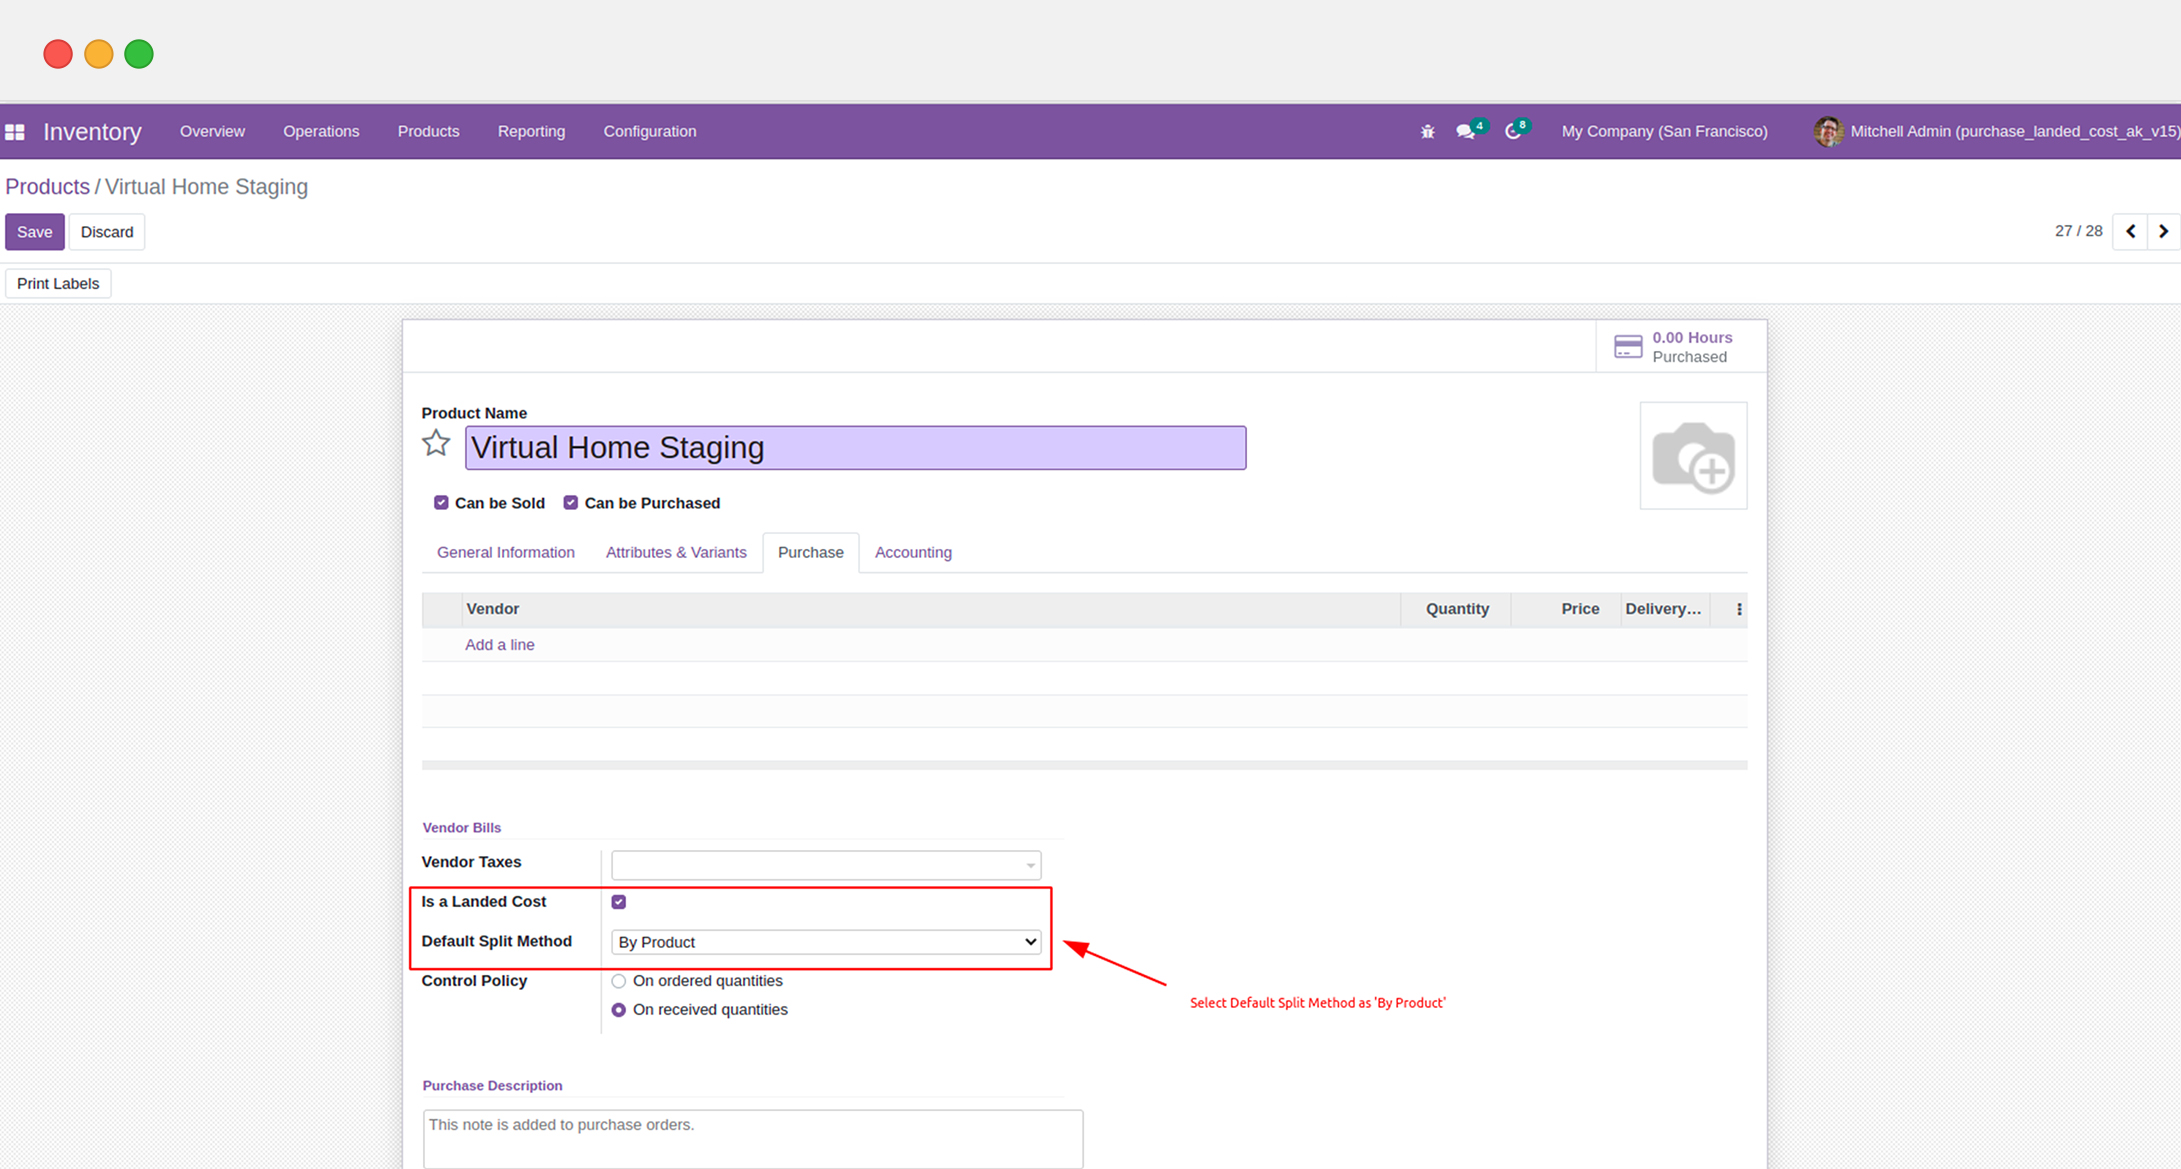 Inventory Overview Operations Products Reporting Configuration 4 8 My Company (San Francisco) Mitchell Admin (purchase_landed_cost_ak_v15)
Products / Virtual Home Staging
Save Discard 27 / 28
Print Labels
0.00 Hours
Purchased
Product Name
Virtual Home Staging
Can be Sold Can be Purchased
General Information Attributes & Variants Purchase Accounting
Vendor Quantity Price Delivery...
Add a line
Vendor Bills
Vendor Taxes
Is a Landed Cost
Default Split Method By Product
Control Policy On ordered quantities
On received quantities
Select Default Split Method as 'By Product'
Purchase Description
This note is added to purchase orders.